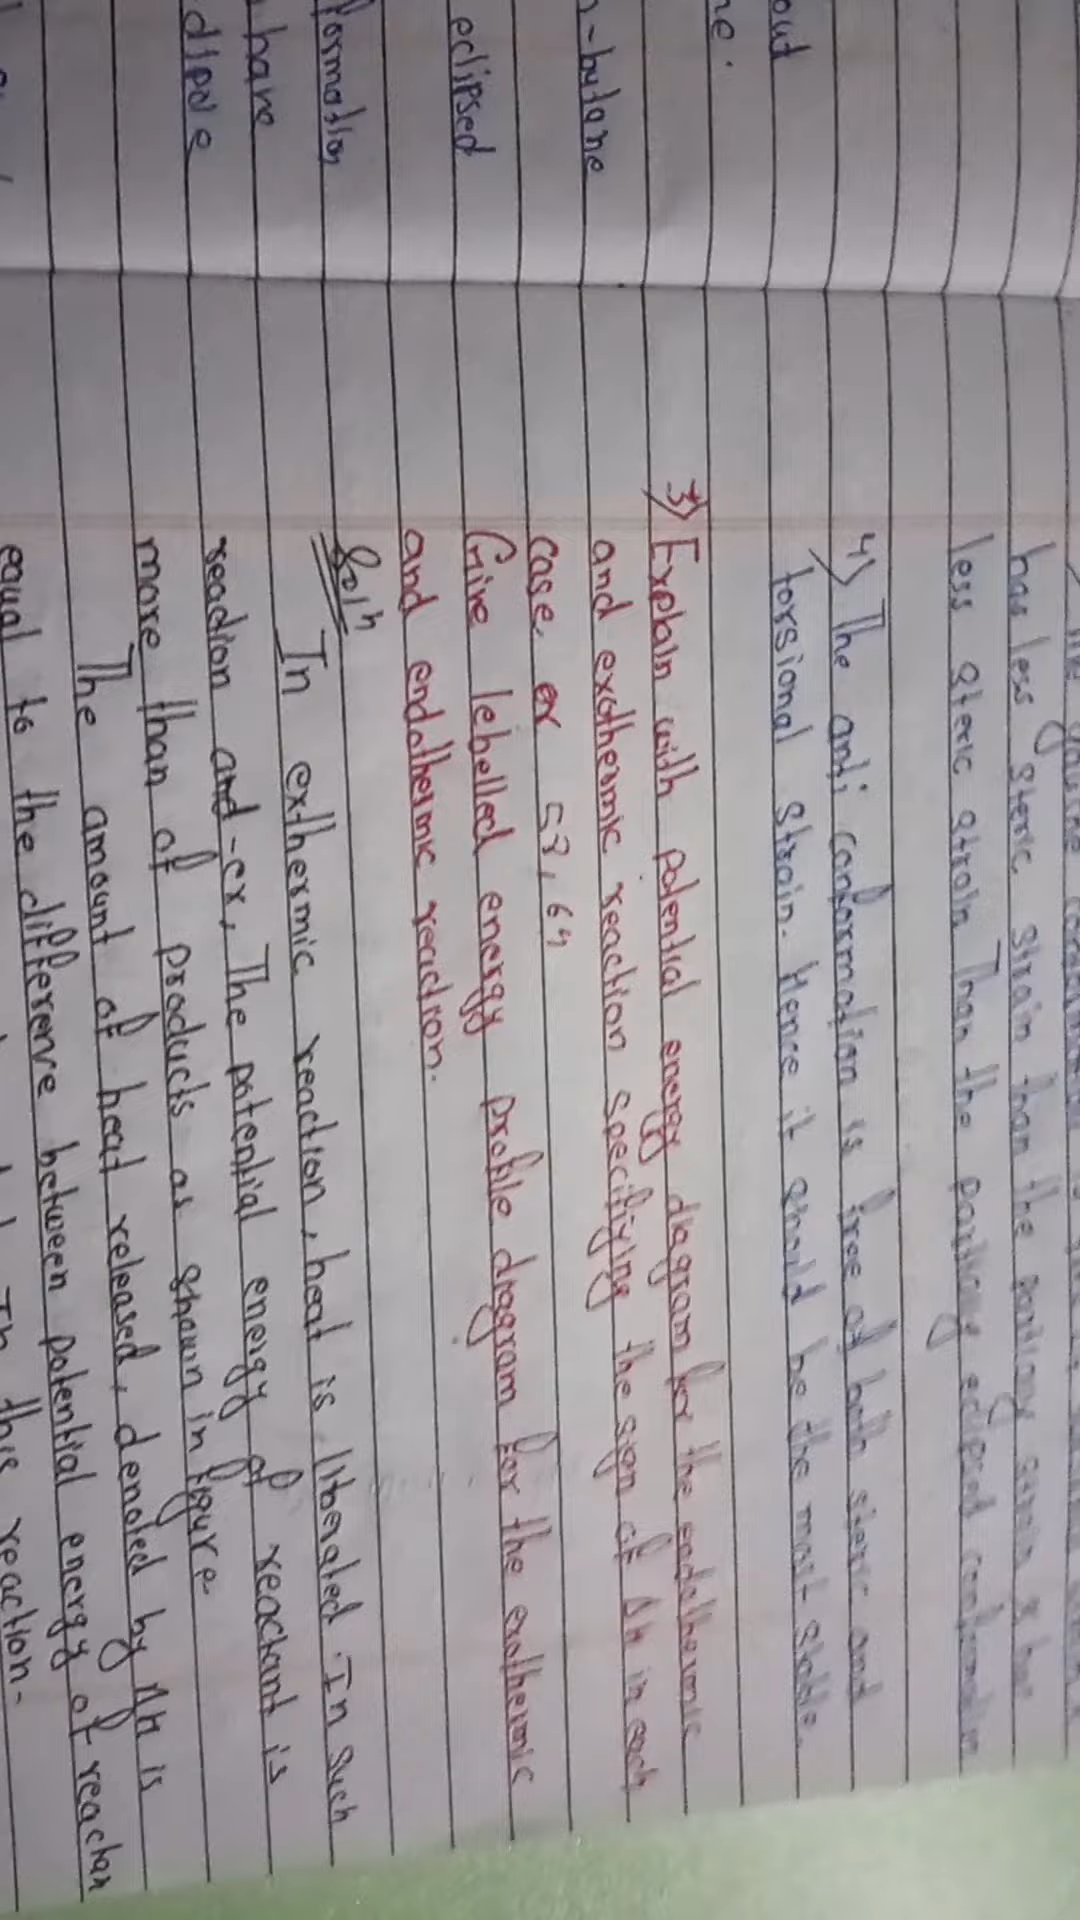 has less steric strain than the
less steric strain Than the partialy
4) The anti conformation is free of both steric and
torsional strain. Hence it should be the most stable.
3) Explain with potential energy diagram for the endothermic
and exothermic reaction specifiying the sign of ΔH in each
case. or 53, 64
Give lebelled energy profile diagram for the exothermic
and endothermic reaction.
Soln
In exthermic reaction, heat is liberated. In such
reaction and -cr, The potential energy of reactant is
more than of products as shown in figure.
The amount of heat released, denoted by ΔH is
equal to the difference between potential energy of reactan
this reaction-
out
ne.
n-butane
eclipsed
formation
have